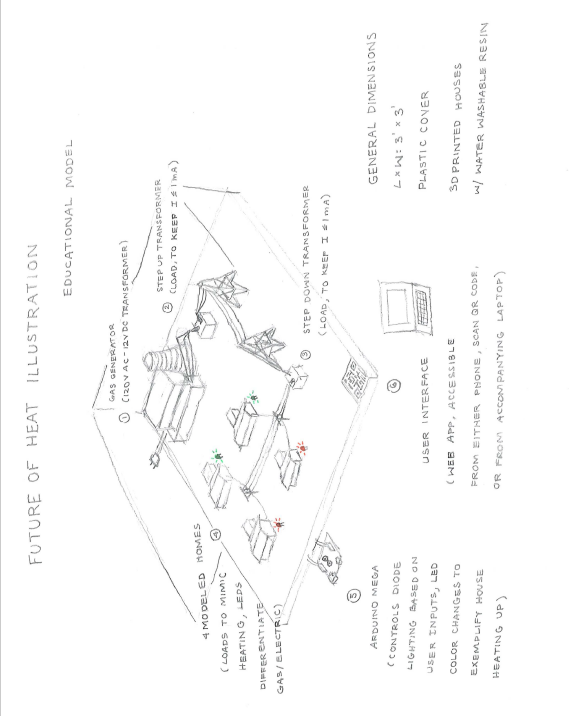 FUTURE OF HEAT ILLUSTRATION
EDUCATIONAL MODEL
① GAS GENERATOR
(120V AC - 12V DC TRANSFORMER)
② STEP UP TRANSFORMER
(LOAD, TO KEEP I ≤ 1mA)
③ STEP DOWN TRANSFORMER
(LOAD, TO KEEP I ≤ 1mA)
4 MODELED HOMES ④
(LOADS TO MIMIC
HEATING, LEDS
DIFFERENTIATE
GAS/ELECTRIC)
⑤
ARDUINO MEGA
(CONTROLS DIODE
LIGHTING BASED ON
USER INPUTS, LED
COLOR CHANGES TO
EXEMPLIFY HOUSE
HEATING UP)
⑥
USER INTERFACE
(WEB APP, ACCESSIBLE
FROM EITHER PHONE, SCAN QR CODE,
OR FROM ACCOMPANYING LAPTOP)
GENERAL DIMENSIONS
L × W: 3' × 3'
PLASTIC COVER
3D PRINTED HOUSES
W/ WATER WASHABLE RESIN